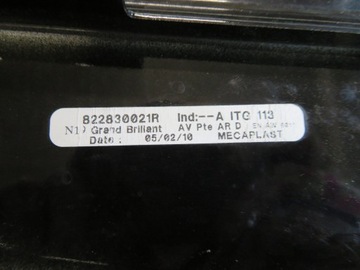 822830021R Ind:--A ITG 113
N1) Grand Brillant AV Pte AR D
Date : 05/02/10 MECAPLAST